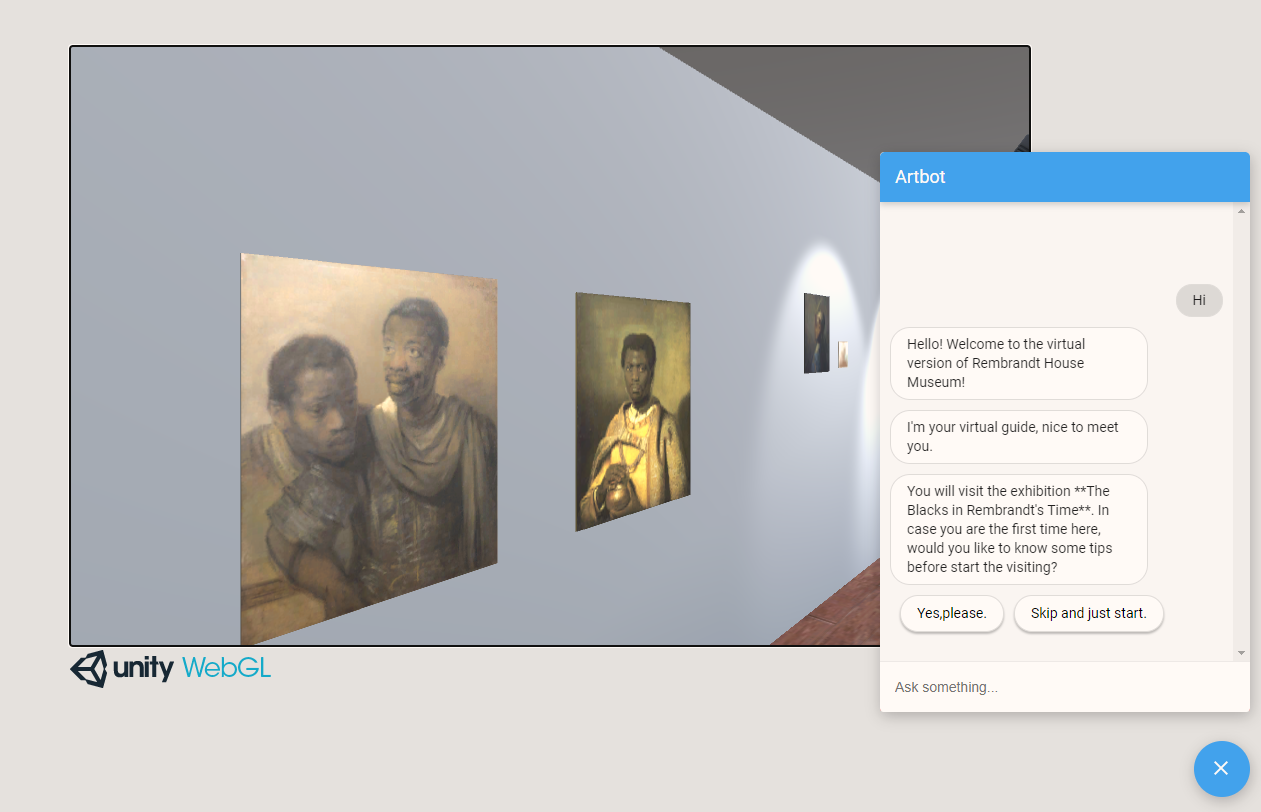 Artbot
Hi
Hello! Welcome to the virtual
version of Rembrandt House
Museum!
I'm your virtual guide, nice to meet
you.
You will visit the exhibition **The
Blacks in Rembrandt's Time**. In
case you are the first time here,
would you like to know some tips
before start the visiting?
Yes,please.
Skip and just start.
Ask something...
unity WebGL